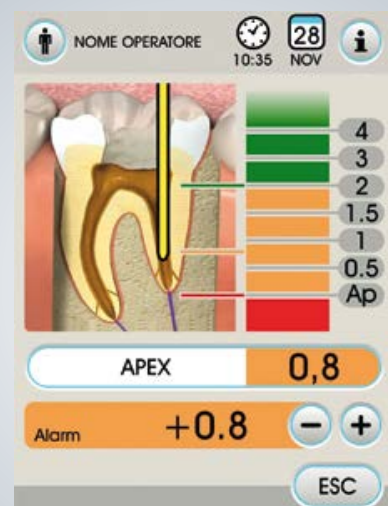 NOME OPERATORE
10:35
28
NOV
i
4
3
2
1.5
1
0.5
Ap
APEX 0,8
Alarm +0.8 - +
ESC